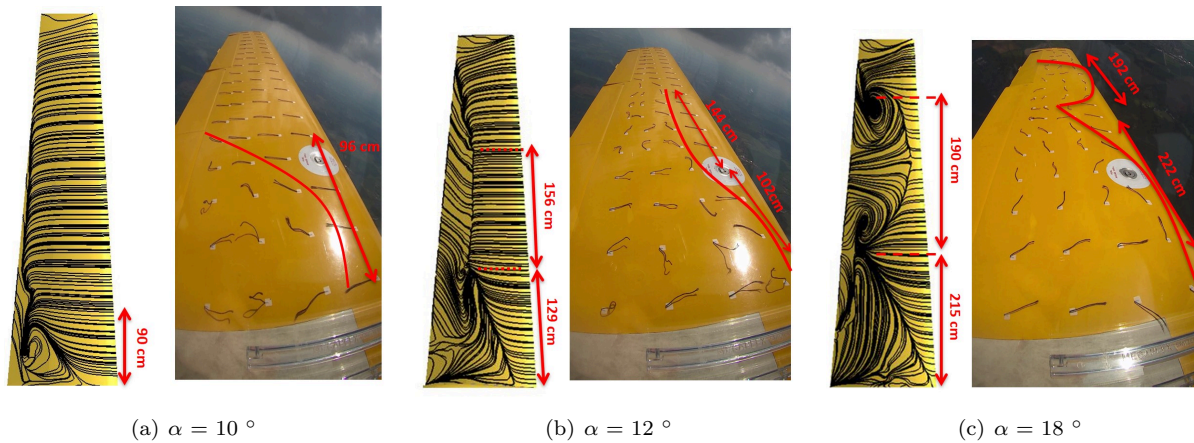 90 cm
96 cm
(a) α = 10 °
156 cm
129 cm
144 cm
102cm
(b) α = 12 °
190 cm
215 cm
192 cm
222 cm
(c) α = 18 °